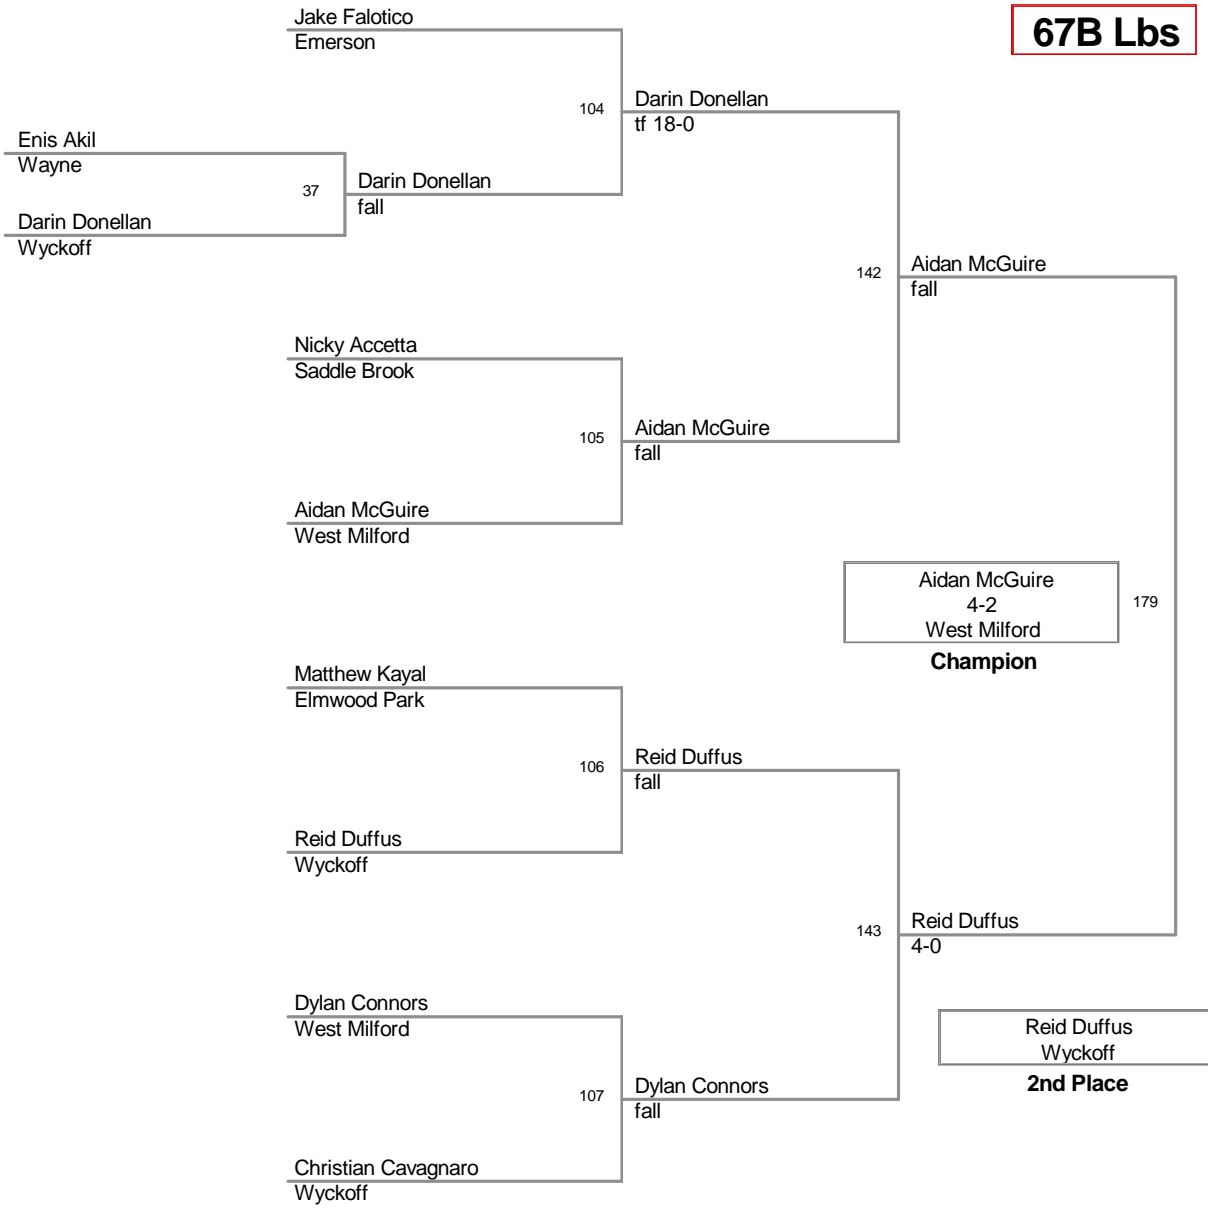 Jake Falotico
Emerson
67B Lbs
104
Darin Donellan
tf 18-0
Enis Akil
Wayne
37
Darin Donellan
fall
Darin Donellan
Wyckoff
142
Aidan McGuire
fall
Nicky Accetta
Saddle Brook
105
Aidan McGuire
fall
Aidan McGuire
West Milford
Aidan McGuire
4-2
West Milford
Champion
179
Matthew Kayal
Elmwood Park
106
Reid Duffus
fall
Reid Duffus
Wyckoff
143
Reid Duffus
4-0
Dylan Connors
West Milford
Reid Duffus
Wyckoff
2nd Place
107
Dylan Connors
fall
Christian Cavagnaro
Wyckoff